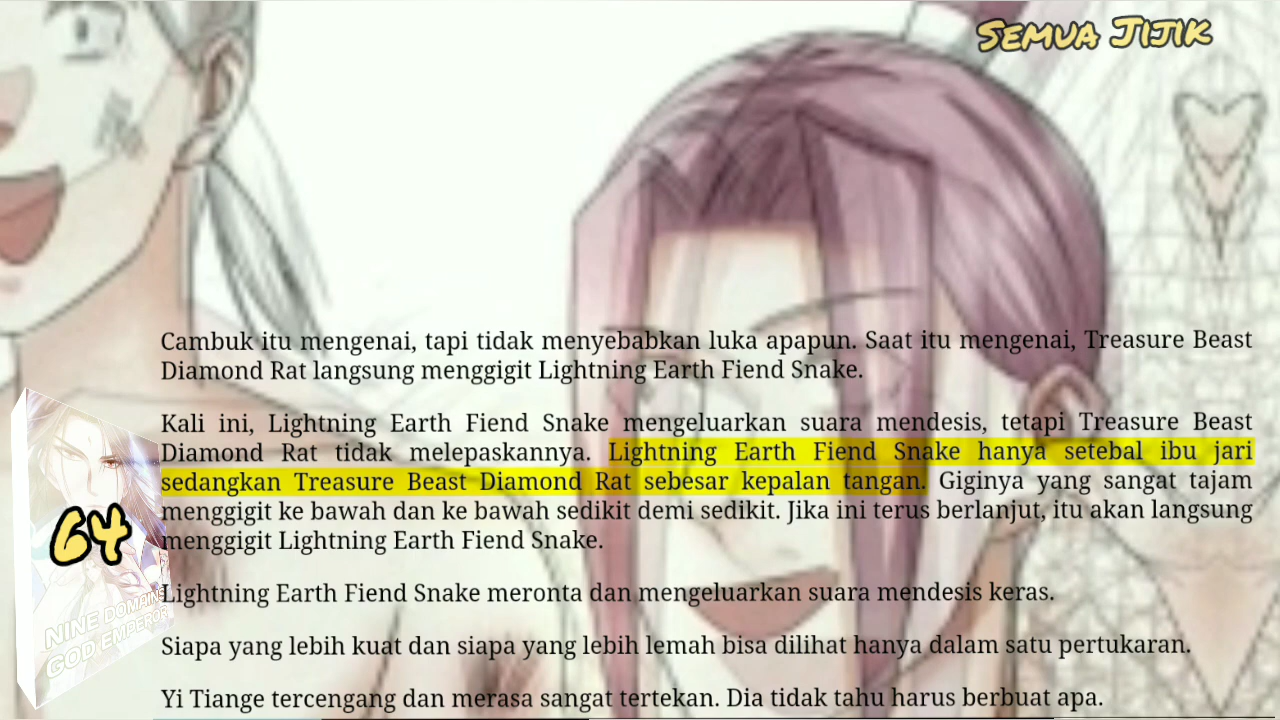 Semua Jijik
Cambuk itu mengenai, tapi tidak menyebabkan luka apapun. Saat itu mengenai, Treasure Beast
Diamond Rat langsung menggigit Lightning Earth Fiend Snake.
Kali ini, Lightning Earth Fiend Snake mengeluarkan suara mendesis, tetapi Treasure Beast
Diamond Rat tidak melepaskannya. Lightning Earth Fiend Snake hanya setebal ibu jari
sedangkan Treasure Beast Diamond Rat sebesar kepalan tangan. Giginya yang sangat tajam
menggigit ke bawah dan ke bawah sedikit demi sedikit. Jika ini terus berlanjut, itu akan langsung
menggigit Lightning Earth Fiend Snake.
Lightning Earth Fiend Snake meronta dan mengeluarkan suara mendesis keras.
Siapa yang lebih kuat dan siapa yang lebih lemah bisa dilihat hanya dalam satu pertukaran.
Yi Tiange tercengang dan merasa sangat tertekan. Dia tidak tahu harus berbuat apa.
64
NINE DOMAINS
GOD EMPEROR